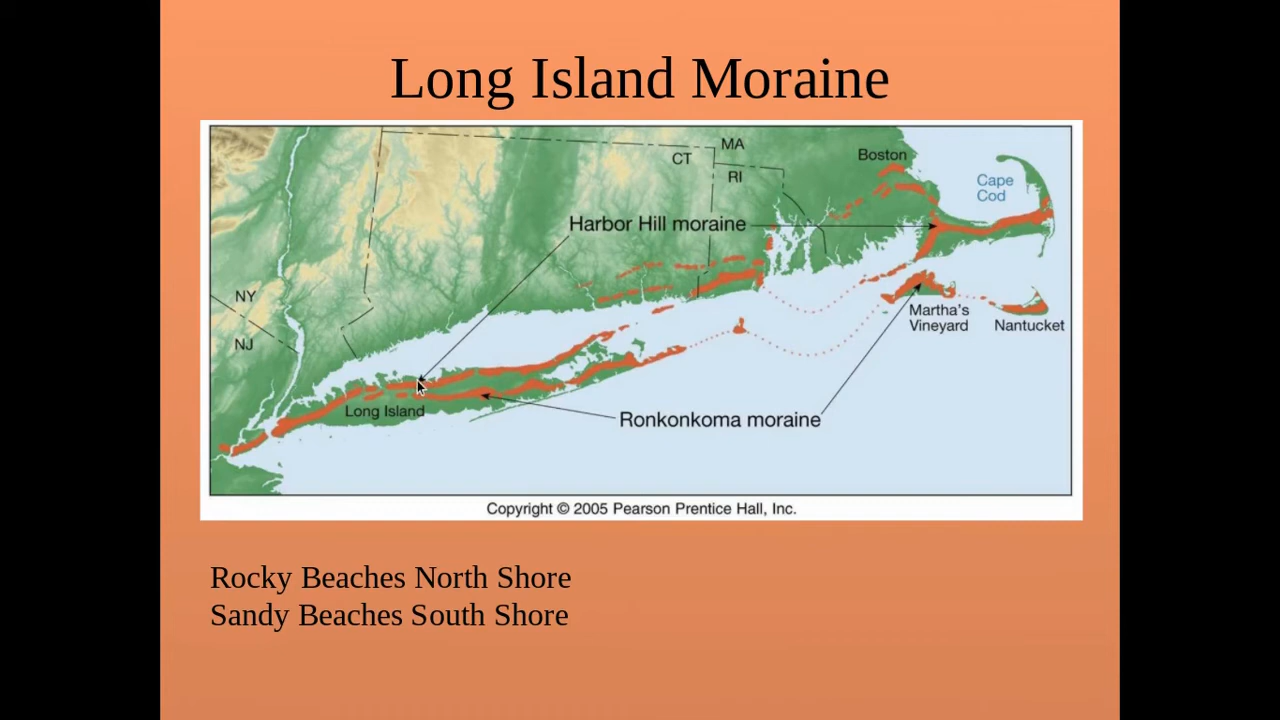 Long Island Moraine
MA
CT
RI
Boston
Cape
Cod
Harbor Hill moraine
NY
NJ
Martha's
Vineyard
Nantucket
Long Island
Ronkonkoma moraine
Copyright © 2005 Pearson Prentice Hall, Inc.
Rocky Beaches North Shore
Sandy Beaches South Shore